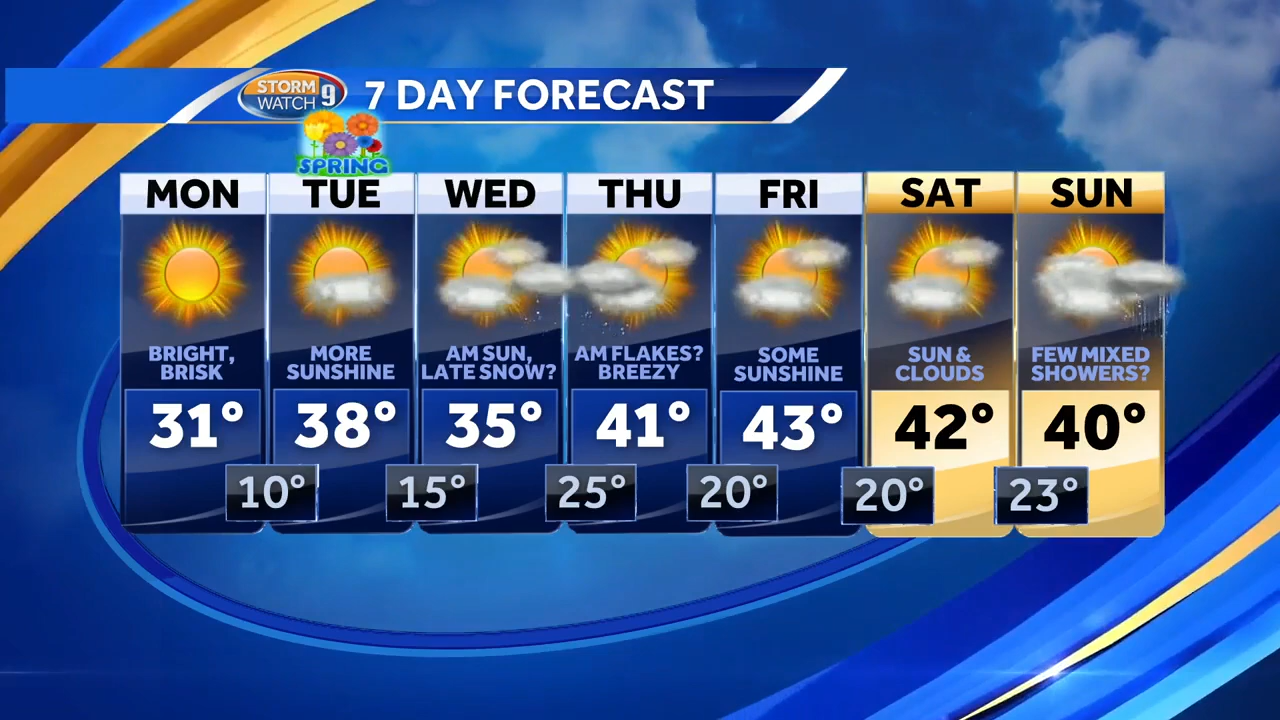 STORM
WATCH 9
7 DAY FORECAST
SPRING
MON TUE WED THU FRI SAT SUN
BRIGHT, BRISK
MORE SUNSHINE
AM SUN, LATE SNOW?
AM FLAKES? BREEZY
SOME SUNSHINE
SUN & CLOUDS
FEW MIXED SHOWERS?
31° 38° 35° 41° 43° 42° 40°
10° 15° 25° 20° 20° 23°